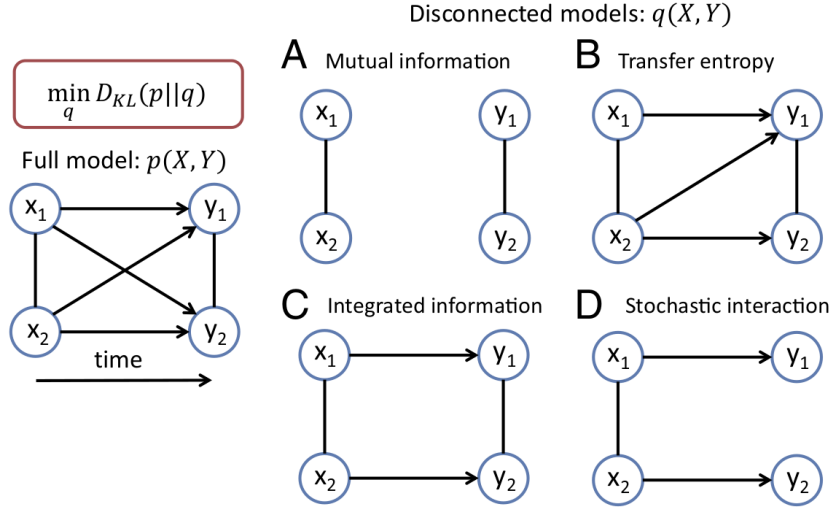 Disconnected models: q(X, Y)
min D_KL(p||q)
q
Full model: p(X, Y)
x₁
y₁
x₂
y₂
time
A Mutual information
x₁
y₁
x₂
y₂
B Transfer entropy
x₁
y₁
x₂
y₂
C Integrated information
x₁
y₁
x₂
y₂
D Stochastic interaction
x₁
y₁
x₂
y₂